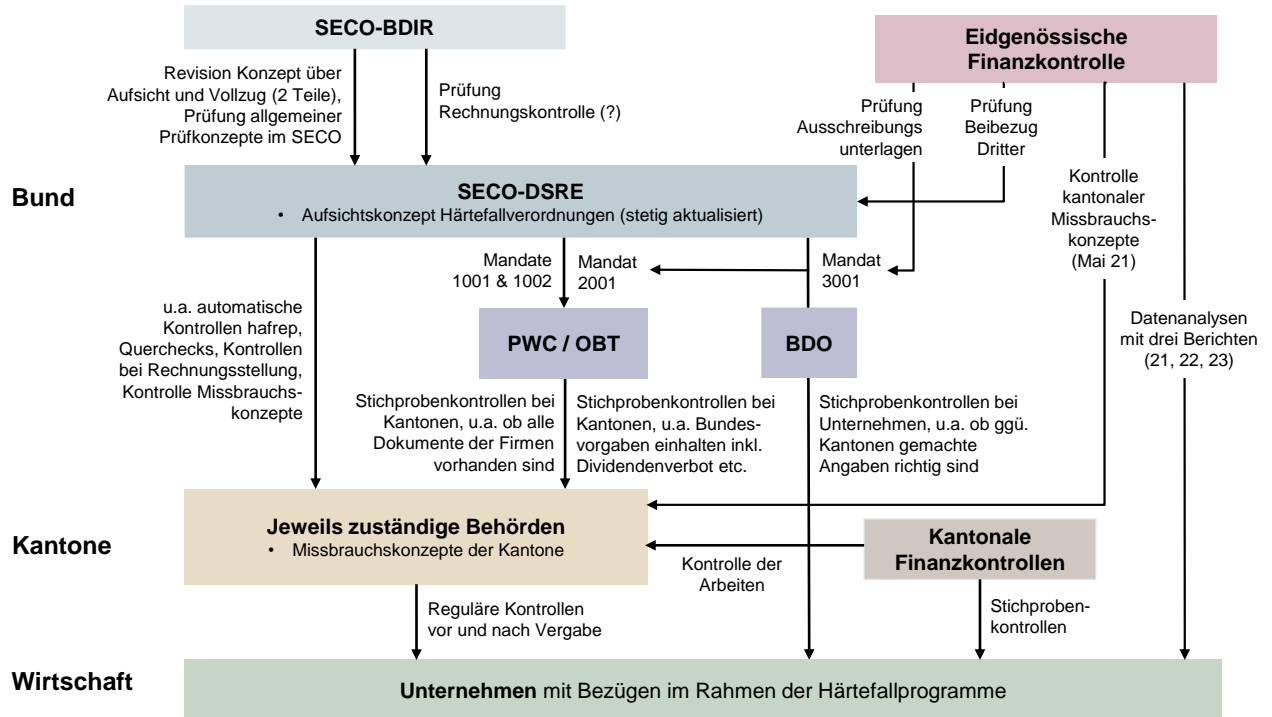 SECO-BDIR
Eidgenössische
Finanzkontrolle
Revision Konzept über
Aufsicht und Vollzug (2 Teile),
Prüfung allgemeiner
Prüfkonzepte im SECO
Prüfung
Rechnungskontrolle (?)
Prüfung
Ausschreibungs
unterlagen
Prüfung
Beibezug
Dritter
Kontrolle
kantonaler
Missbrauchs-
konzepte
(Mai 21)
Datenanalysen
mit drei Berichten
(21, 22, 23)
Bund
SECO-DSRE
• Aufsichtskonzept Härtefallverordnungen (stetig aktualisiert)
Mandate
1001 & 1002
Mandat
2001
Mandat
3001
u.a. automatische
Kontrollen hafrep,
Querchecks, Kontrollen
bei Rechnungsstellung,
Kontrolle Missbrauchs-
konzepte
PWC / OBT
BDO
Stichprobenkontrollen bei
Kantonen, u.a. ob alle
Dokumente der Firmen
vorhanden sind
Stichprobenkontrollen bei
Kantonen, u.a. Bundes-
vorgaben einhalten inkl.
Dividendenverbot etc.
Stichprobenkontrollen bei
Unternehmen, u.a. ob ggü.
Kantonen gemachte
Angaben richtig sind
Kantone
Jeweils zuständige Behörden
• Missbrauchskonzepte der Kantone
Kontrolle der
Arbeiten
Kantonale
Finanzkontrollen
Reguläre Kontrollen
vor und nach Vergabe
Stichproben-
kontrollen
Wirtschaft
Unternehmen mit Bezügen im Rahmen der Härtefallprogramme